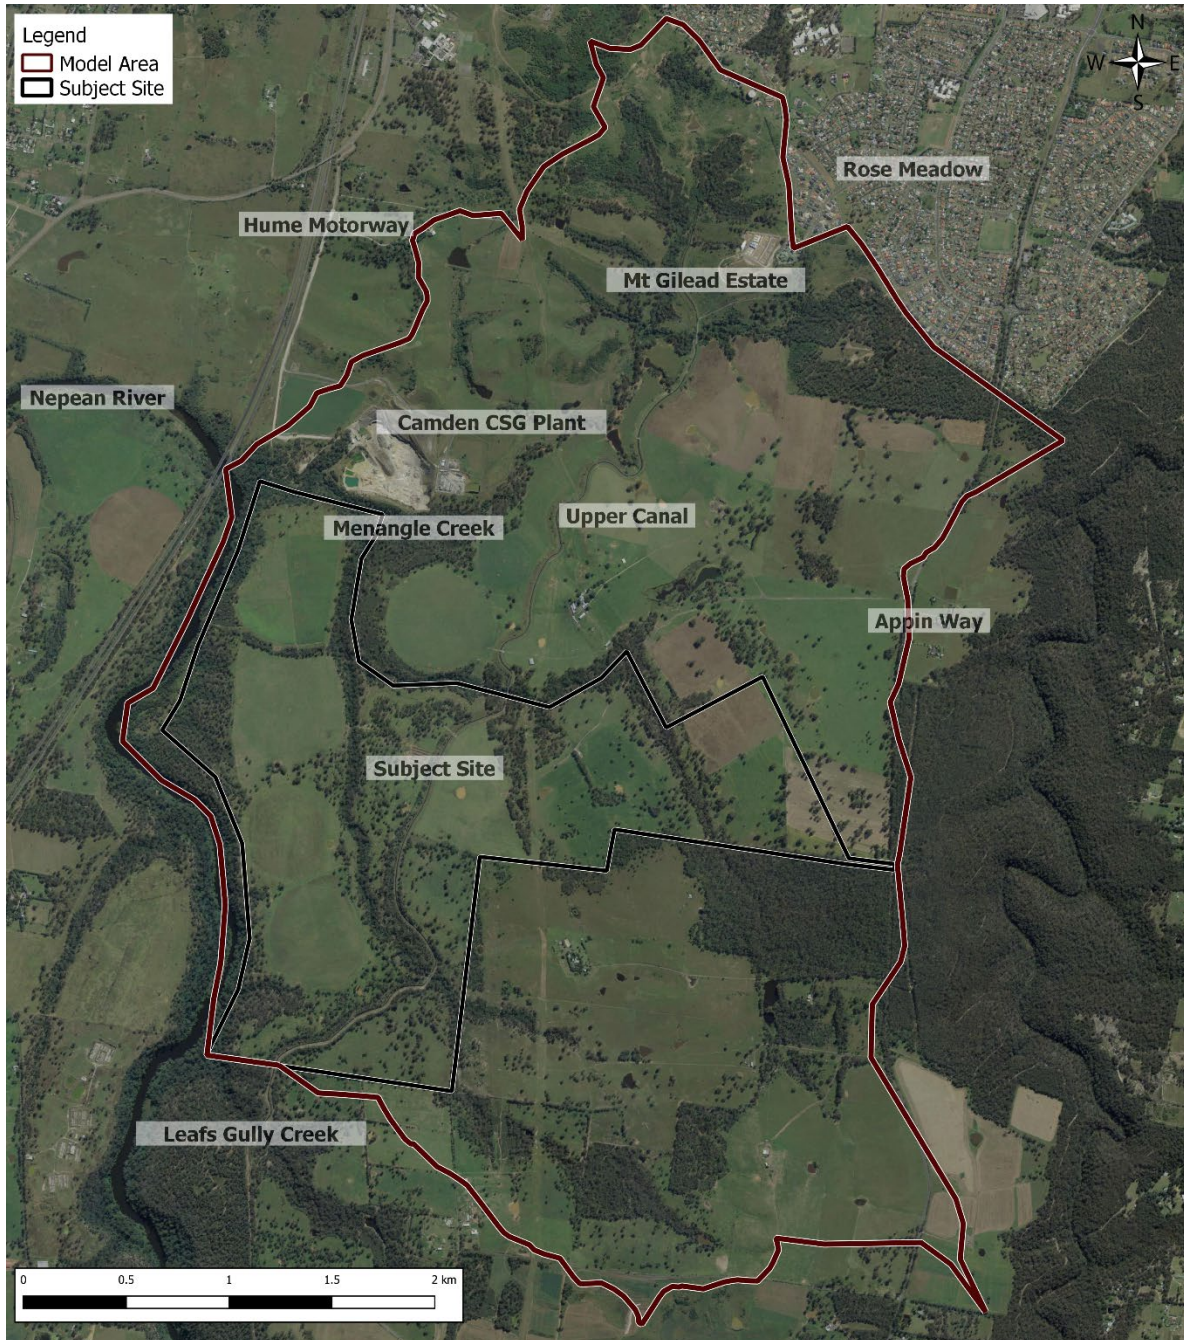 Legend
Model Area
Subject Site
N
W E
S
Rose Meadow
Hume Motorway
Mt Gilead Estate
Nepean River
Camden CSG Plant
Upper Canal
Menangle Creek
Appin Way
Subject Site
Leafs Gully Creek
0 0.5 1 1.5 2 km